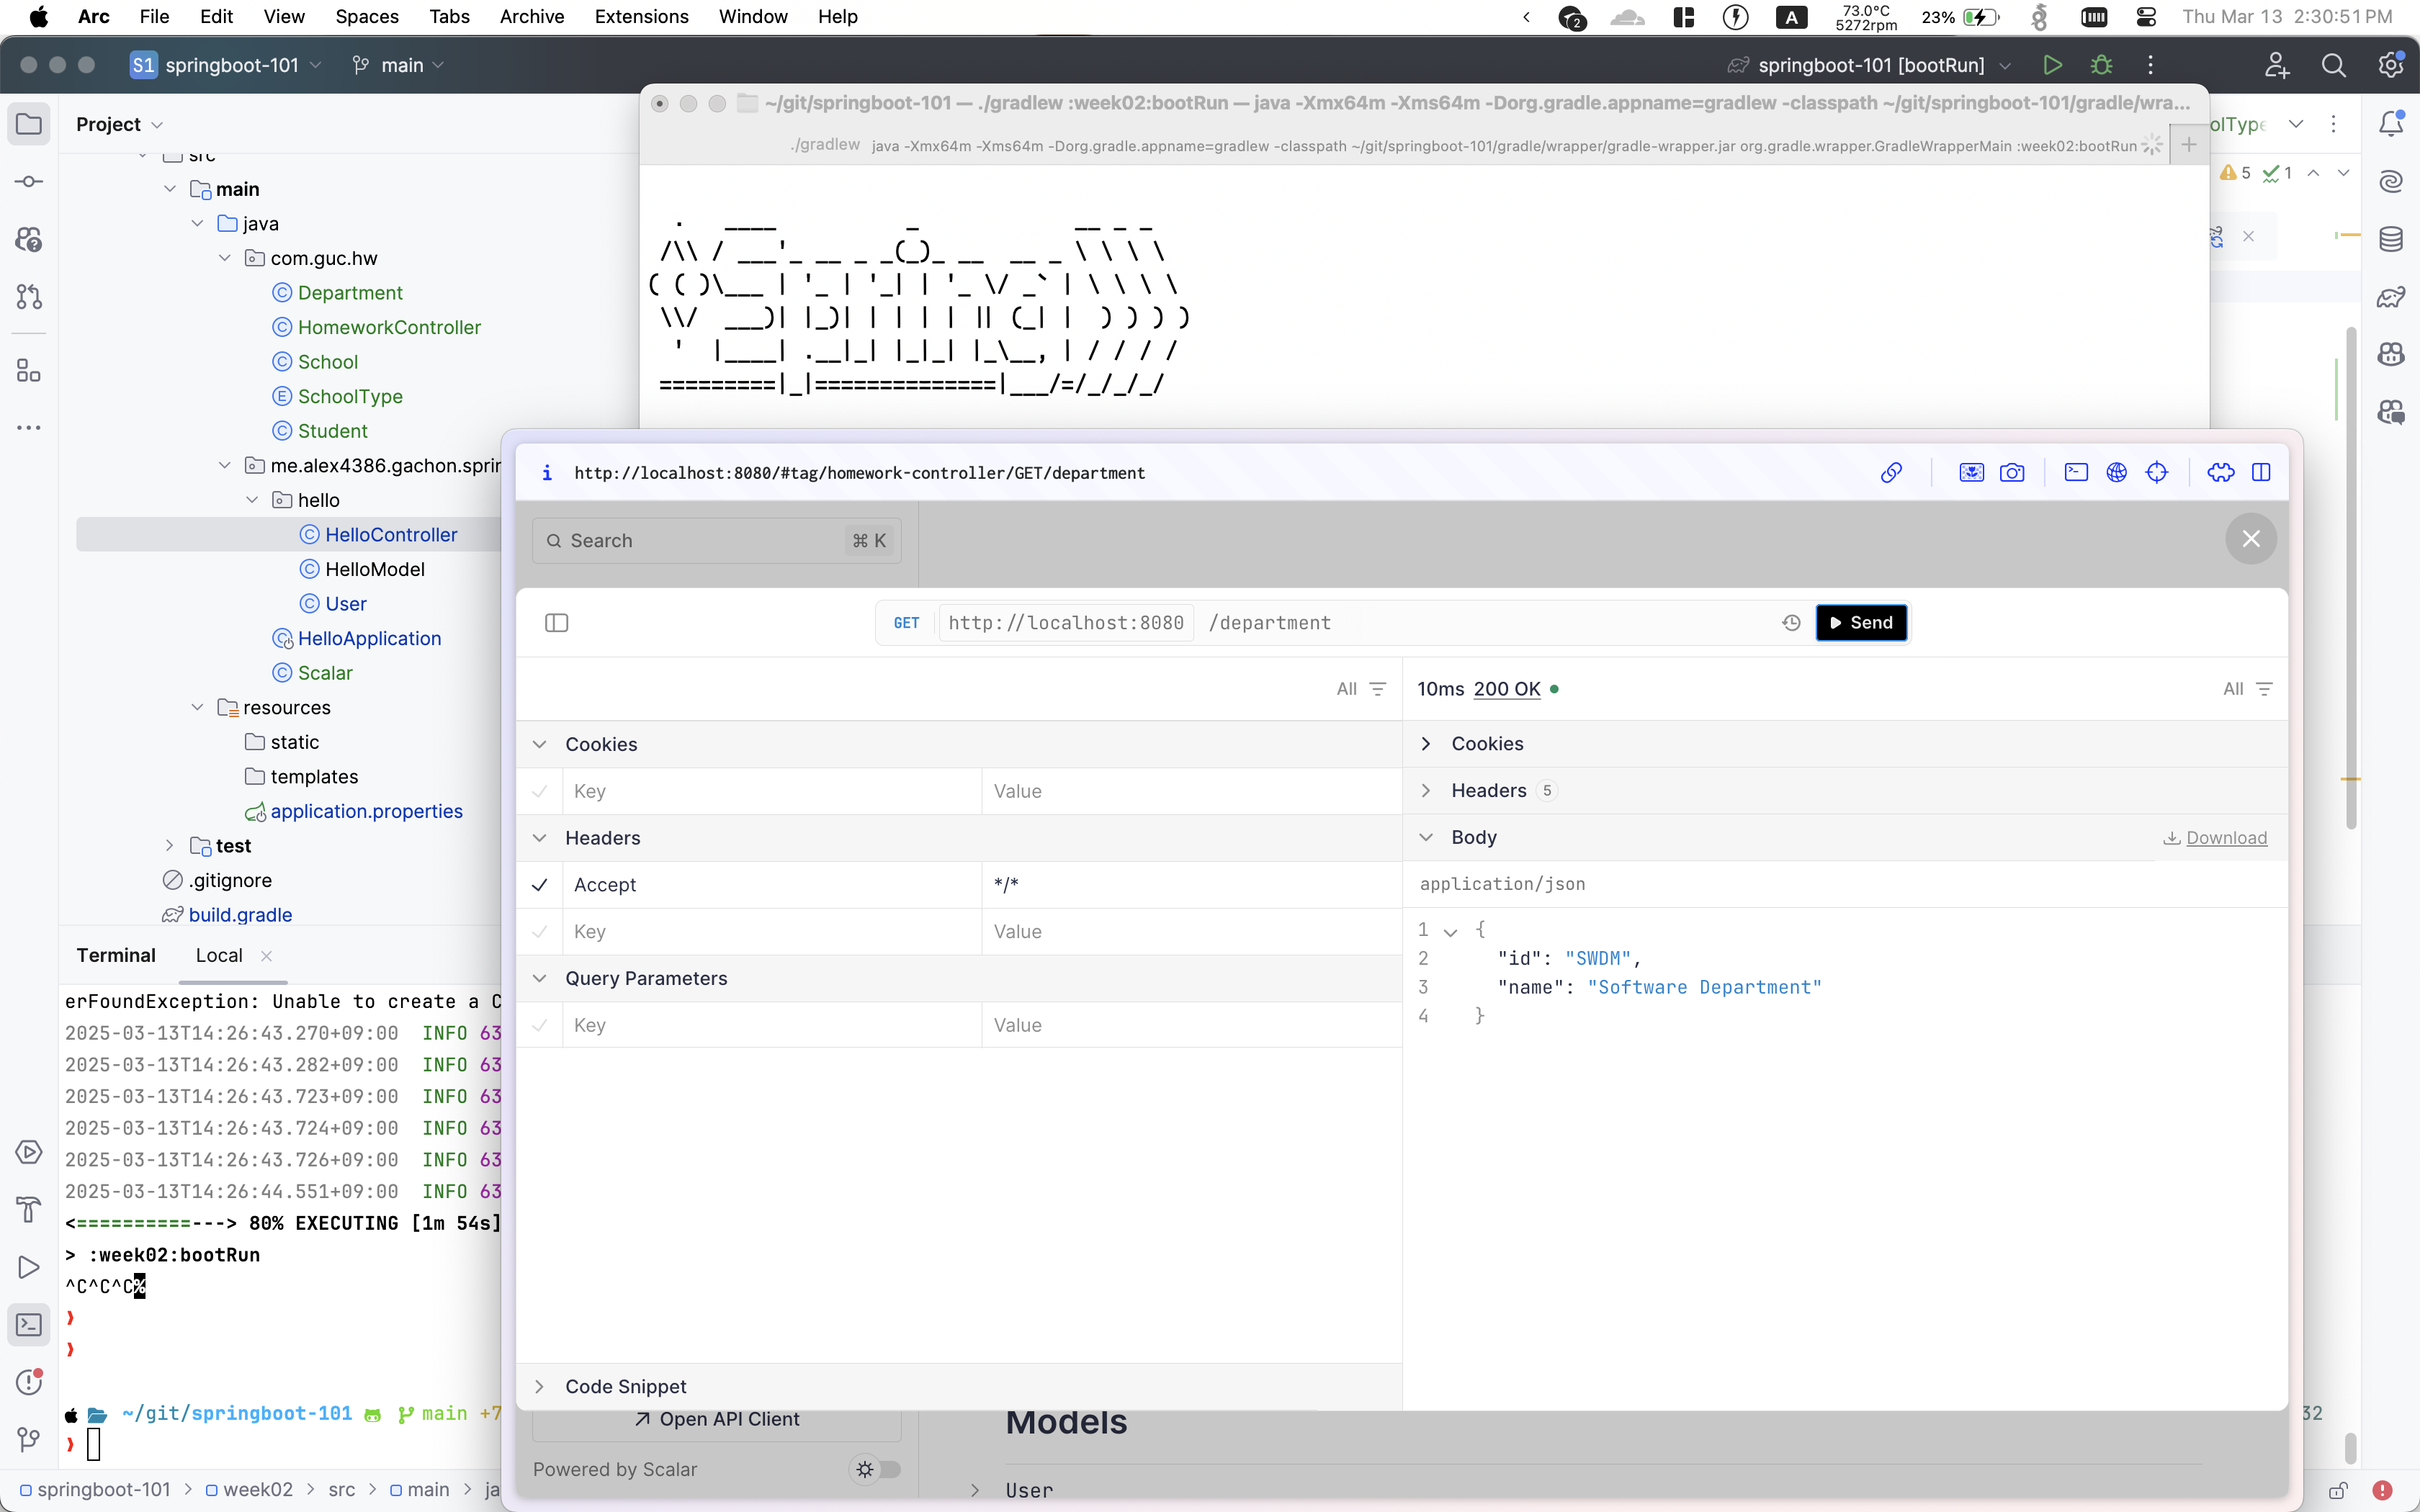 Arc File Edit View Spaces Tabs Archive Extensions Window Help
2 A 73.0°C 5272rpm 23% Thu Mar 13 2:30:51 PM
S1 springboot-101 main springboot-101 [bootRun]
Project
src
main
java
com.guc.hw
Department
HomeworkController
School
SchoolType
Student
me.alex4386.gachon.sprin
hello
HelloController
HelloModel
User
HelloApplication
Scalar
resources
static
templates
application.properties
test
.gitignore
build.gradle
~/git/springboot-101 — ./gradlew :week02:bootRun — java -Xmx64m -Xms64m -Dorg.gradle.appname=gradlew -classpath ~/git/springboot-101/gradle/wra...
./gradlew java -Xmx64m -Xms64m -Dorg.gradle.appname=gradlew -classpath ~/git/springboot-101/gradle/wrapper/gradle-wrapper.jar org.gradle.wrapper.GradleWrapperMain :week02:bootRun
olType
5 1
http://localhost:8080/#tag/homework-controller/GET/department
Search ⌘ K
GET http://localhost:8080 /department Send
All
10ms 200 OK All
Cookies
Key Value
Headers
Accept */*
Key Value
Query Parameters
Key Value
Code Snippet
Cookies
Headers 5
Body Download
application/json
1 {
2 "id": "SWDM",
3 "name": "Software Department"
4 }
Open API Client
Powered by Scalar
Models
User
Terminal Local
erFoundException: Unable to create a C
2025-03-13T14:26:43.270+09:00 INFO 63
2025-03-13T14:26:43.282+09:00 INFO 63
2025-03-13T14:26:43.723+09:00 INFO 63
2025-03-13T14:26:43.724+09:00 INFO 63
2025-03-13T14:26:43.726+09:00 INFO 63
2025-03-13T14:26:44.551+09:00 INFO 63
<==========---> 80% EXECUTING [1m 54s]
> :week02:bootRun
^C^C^C%
❯
❯
~/git/springboot-101 main +7
32
❯
springboot-101 > week02 > src > main > ja